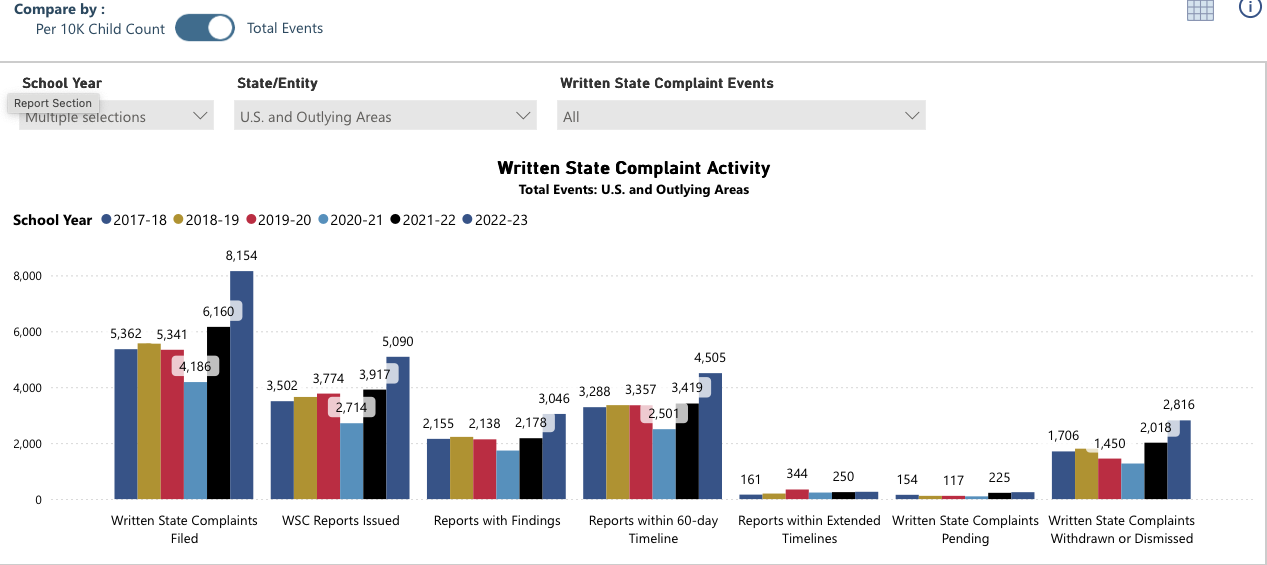 Compare by :
Per 10K Child Count Total Events
i
School Year State/Entity Written State Complaint Events
Report Section
Multiple selections U.S. and Outlying Areas All
Written State Complaint Activity
Total Events: U.S. and Outlying Areas
School Year 2017-18 2018-19 2019-20 2020-21 2021-22 2022-23
8,154
8,000
6,160
6,000
5,362 5,341
5,090
4,505
4,186
4,000
3,502 3,774 3,917
3,288 3,357 3,419
3,046
2,714
2,501
2,816
2,155 2,138 2,178
2,018
2,000
1,706 1,450
161 344 250
154 117 225
0
Written State Complaints Filed
WSC Reports Issued
Reports with Findings
Reports within 60-day Timeline
Reports within Extended Timelines
Written State Complaints Pending
Written State Complaints Withdrawn or Dismissed